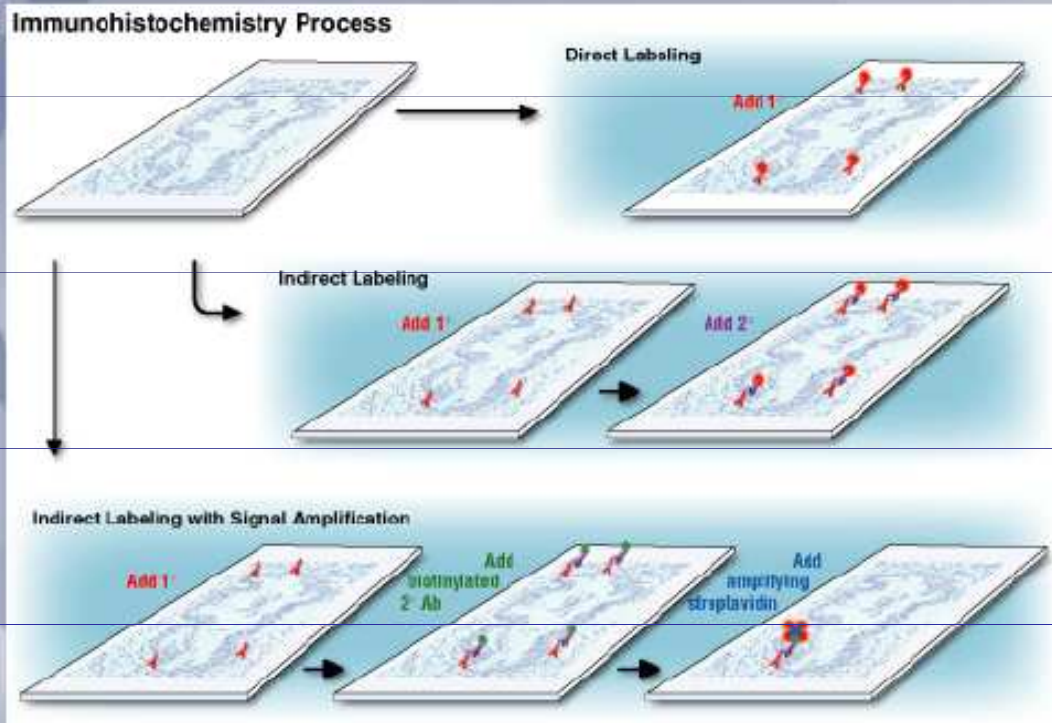 Immunohistochemistry Process
Direct Labeling
Add 1°
Indirect Labeling
Add 1°
Add 2°
Indirect Labeling with Signal Amplification
Add 1°
Add
biotinylated
2° Ab
Add
amplifying
streptavidin